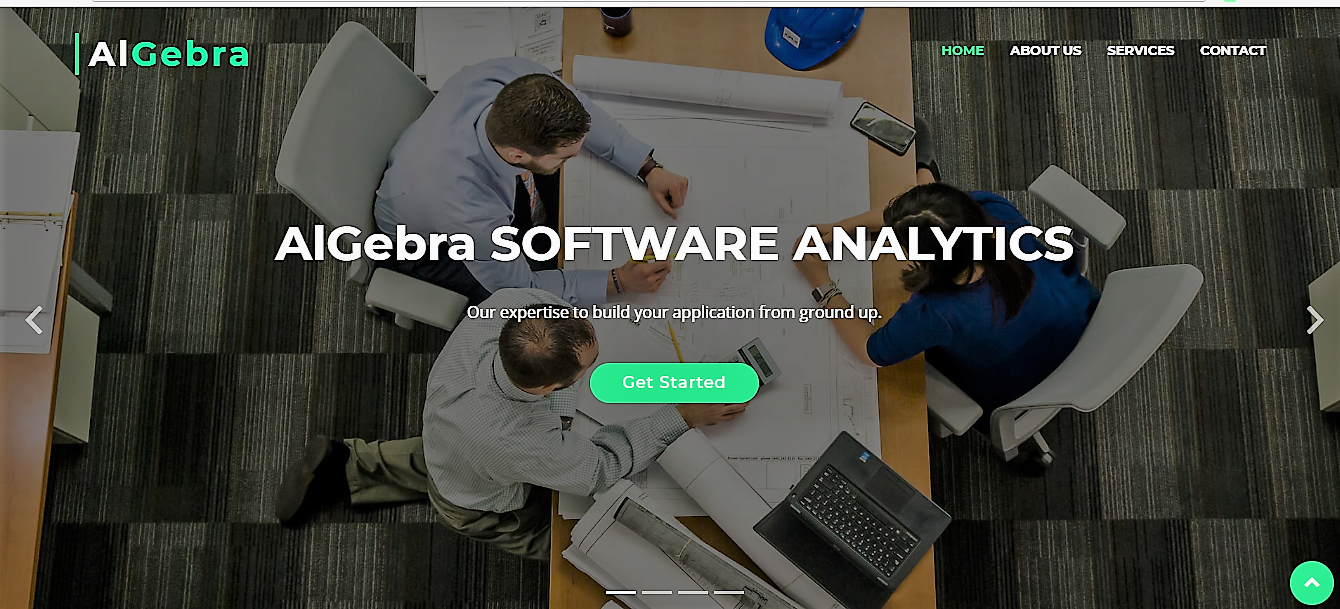 AlGebra
HOME ABOUT US SERVICES CONTACT
AlGebra SOFTWARE ANALYTICS
Our expertise to build your application from ground up.
Get Started